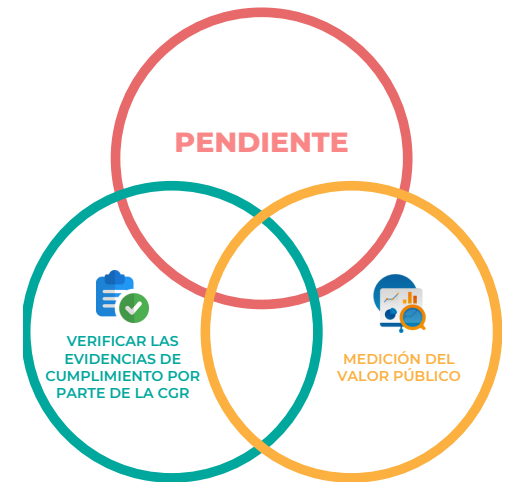 PENDIENTE
VERIFICAR LAS
EVIDENCIAS DE
CUMPLIMIENTO POR
PARTE DE LA CGR
MEDICIÓN DEL
VALOR PÚBLICO